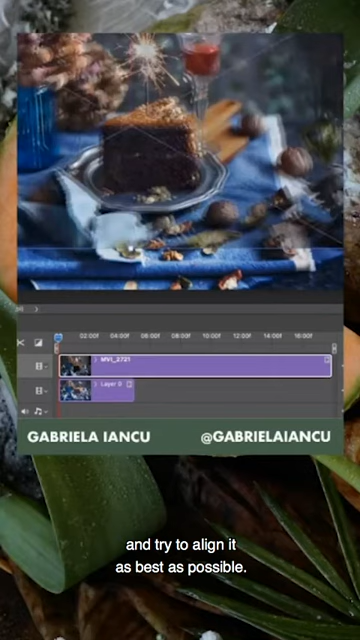 02:00f 04:00f 06:00f 08:00f 10:00f 12:00f 14:00f 16:00f
MVI_2721
Layer 0
GABRIELA IANCU @GABRIELAIANCU
and try to align it
as best as possible.